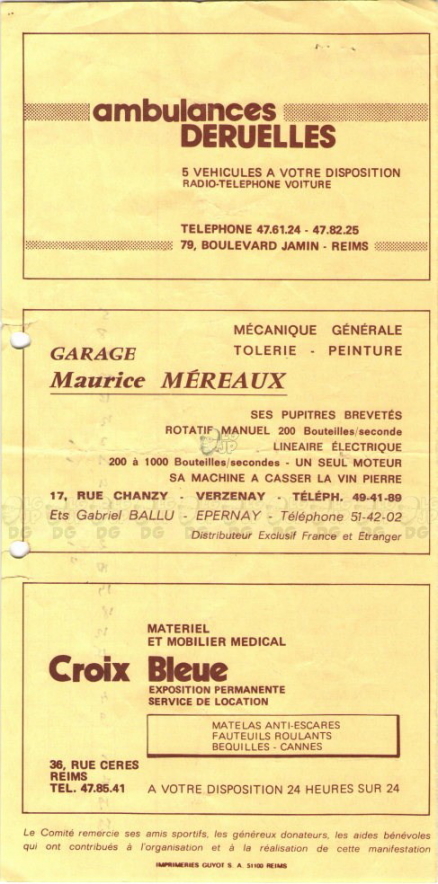 ambulances
DERUELLES
5 VEHICULES A VOTRE DISPOSITION
RADIO-TELEPHONE VOITURE
TELEPHONE 47.61.24 - 47.82.25
79, BOULEVARD JAMIN - REIMS
MÉCANIQUE GÉNÉRALE
TOLERIE - PEINTURE
GARAGE
Maurice MÉREAUX
SES PUPITRES BREVETÉS
ROTATIF MANUEL 200 Bouteilles/seconde
LINEAIRE ÉLECTRIQUE
200 à 1000 Bouteilles/secondes - UN SEUL MOTEUR
SA MACHINE A CASSER LA VIN PIERRE
17, RUE CHANZY - VERZENAY - TÉLÉPH. 49-41-89
Ets Gabriel BALLU - EPERNAY - Téléphone 51-42-02
Distributeur Exclusif France et Etranger
MATERIEL
ET MOBILIER MEDICAL
Croix Bleue
EXPOSITION PERMANENTE
SERVICE DE LOCATION
MATELAS ANTI-ESCARES
FAUTEUILS ROULANTS
BEQUILLES - CANNES
36, RUE CERES
REIMS
TEL. 47.85.41 A VOTRE DISPOSITION 24 HEURES SUR 24
Le Comité remercie ses amis sportifs, les généreux donateurs, les aides bénévoles
qui ont contribués à l'organisation et à la réalisation de cette manifestation
IMPRIMERIES GUYOT S. A. 51100 REIMS